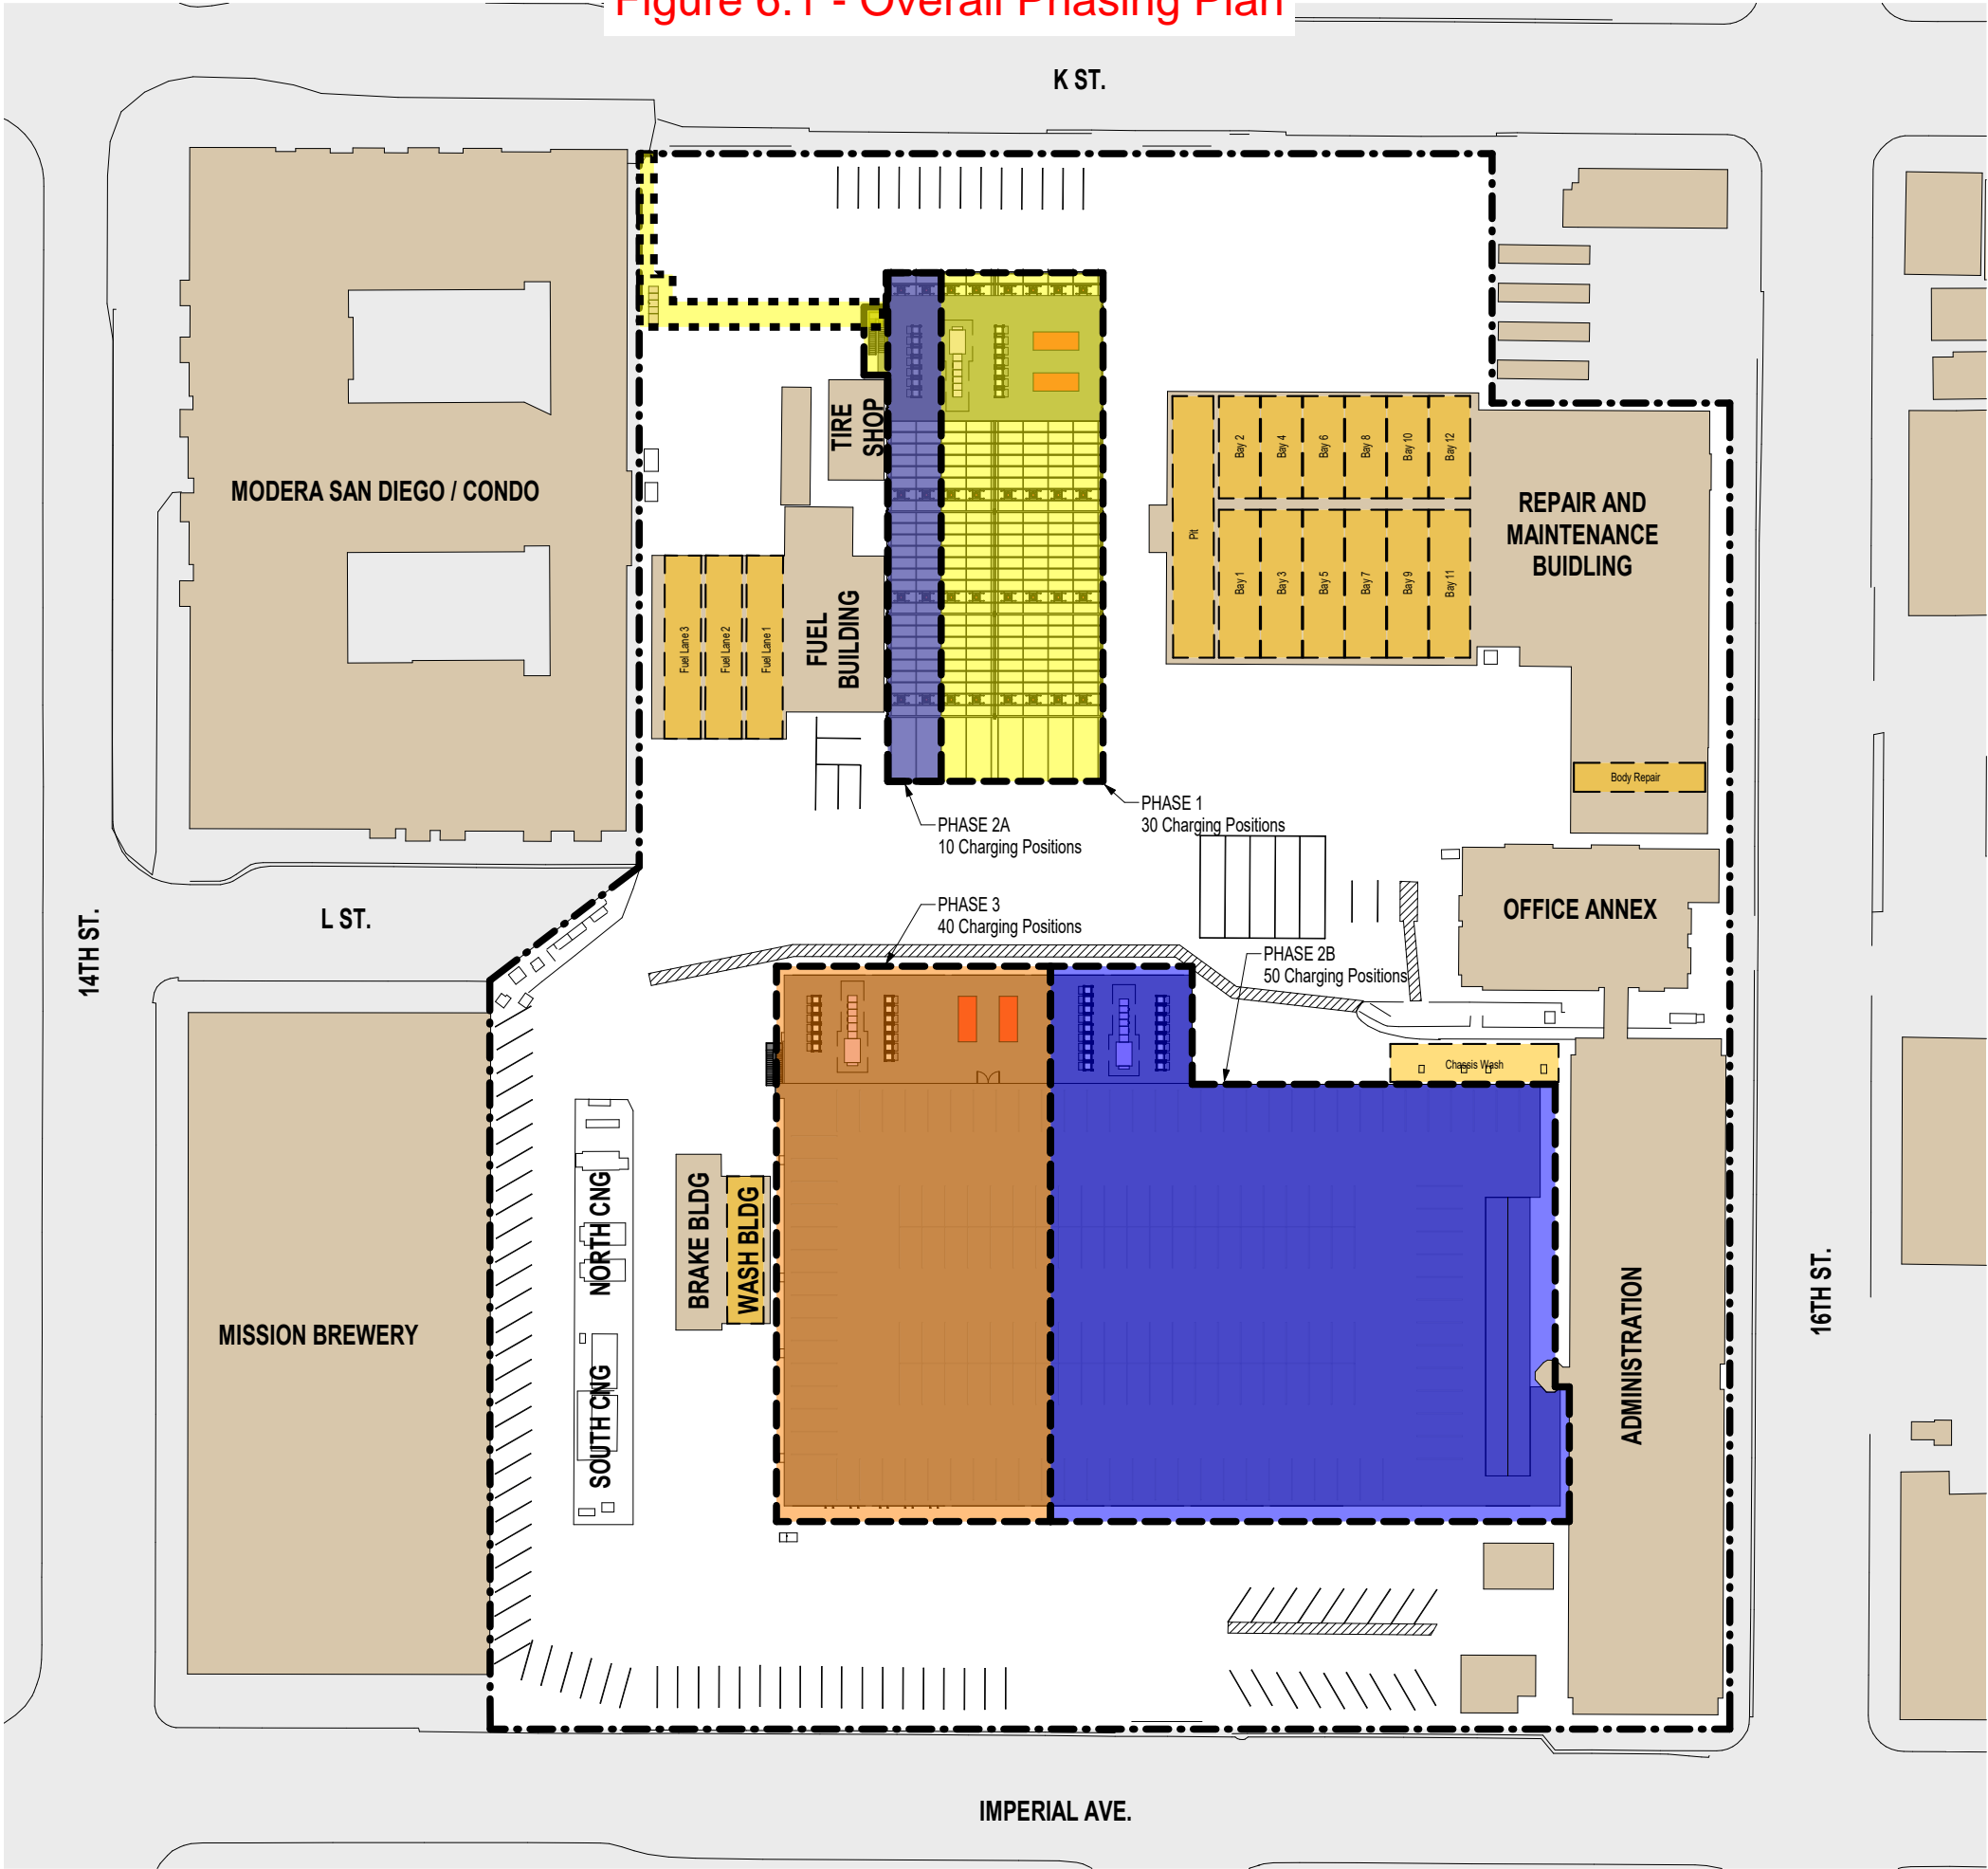 Figure 6.1 - Overall Phasing Plan
K ST.
MODERA SAN DIEGO / CONDO
TIRE
SHOP
Pit
Bay 2
Bay 4
Bay 6
Bay 8
Bay 10
Bay 12
Bay 1
Bay 3
Bay 5
Bay 7
Bay 9
Bay 11
REPAIR AND
MAINTENANCE
BUIDLING
Fuel Lane 3
Fuel Lane 2
Fuel Lane 1
FUEL
BUILDING
Body Repair
PHASE 1
30 Charging Positions
PHASE 2A
10 Charging Positions
PHASE 3
40 Charging Positions
PHASE 2B
50 Charging Positions
OFFICE ANNEX
L ST.
14TH ST.
Chassis Wash
NORTH CNG
SOUTH CNG
BRAKE BLDG
WASH BLDG
MISSION BREWERY
ADMINISTRATION
16TH ST.
IMPERIAL AVE.